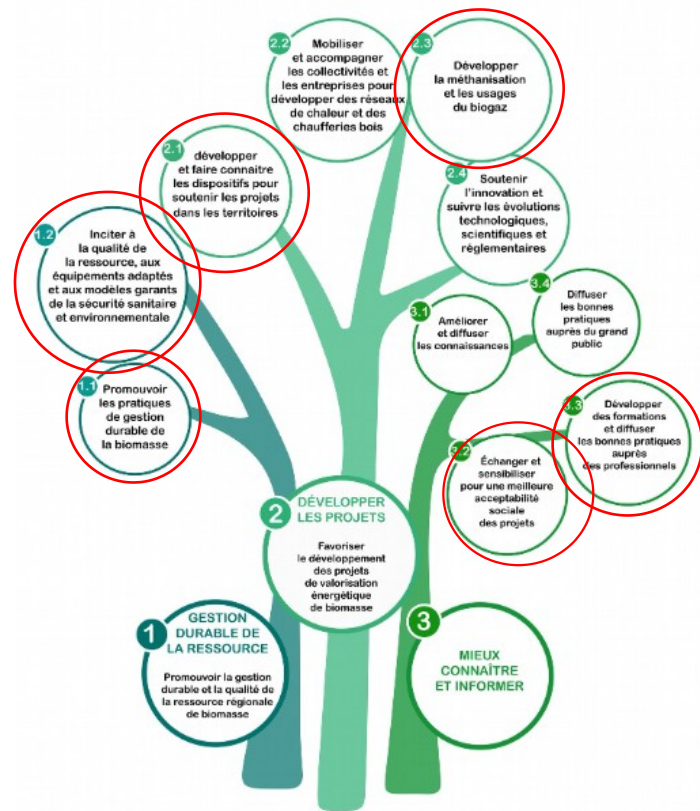 2.2
Mobiliser
et accompagner
les collectivités et
les entreprises pour
développer des réseaux
de chaleur et des
chaufferies bois
2.3
Développer
la méthanisation
et les usages
du biogaz
2.1
développer
et faire connaitre
les dispositifs pour
soutenir les projets
dans les territoires
2.4
Soutenir
l'innovation et
suivre les évolutions
technologiques,
scientifiques et
règlementaires
1.2
Inciter à
la qualité de
la ressource, aux
équipements adaptés
et aux modèles garants
de la sécurité sanitaire
et environnementale
3.4
Diffuser
les bonnes
pratiques
auprès du grand
public
3.1
Améliorer
et diffuser
les connaissances
1.1
Promouvoir
les pratiques
de gestion
durable de
la biomasse
3.3
Développer
des formations
et diffuser
les bonnes pratiques
auprès
des professionnels
3.2
Échanger et
sensibiliser
pour une meilleure
acceptabilité
sociale
des projets
2
DÉVELOPPER
LES PROJETS
Favoriser
le développement
des projets
de valorisation
énergétique
de biomasse
1
GESTION
DURABLE DE
LA RESSOURCE
Promouvoir la gestion
durable et la qualité de
la ressource régionale
de biomasse
3
MIEUX
CONNAÎTRE
ET INFORMER